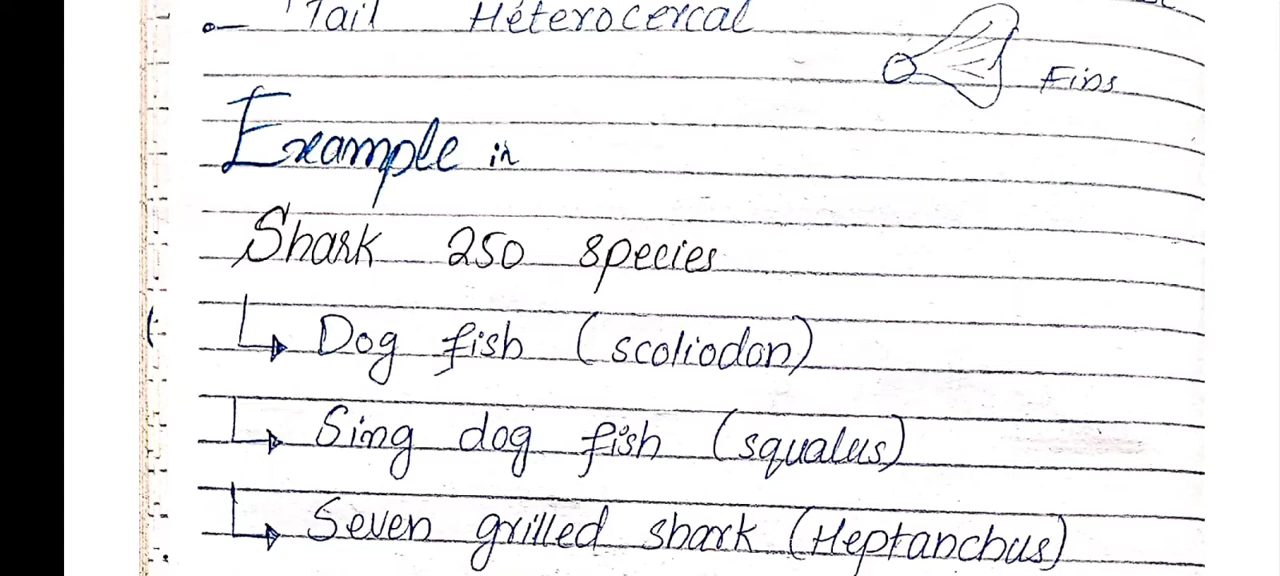 Tail Heterocercal
Fins
Example in
Shark 250 species
Dog fish (scoliodon)
Sing dog fish (squalus)
Seven grilled shark (Heptanchus)